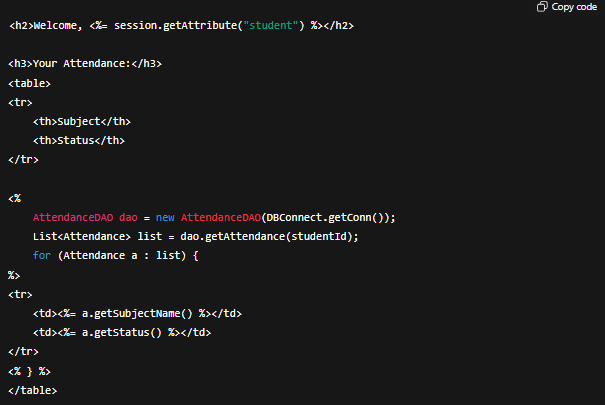 Copy code
<h2>Welcome, <%= session.getAttribute("student") %></h2>
<h3>Your Attendance:</h3>
<table>
<tr>
    <th>Subject</th>
    <th>Status</th>
</tr>
<%
    AttendanceDAO dao = new AttendanceDAO(DBConnect.getConn());
    List<Attendance> list = dao.getAttendance(studentId);
    for (Attendance a : list) {
%>
<tr>
    <td><%= a.getSubjectName() %></td>
    <td><%= a.getStatus() %></td>
</tr>
<% } %>
</table>